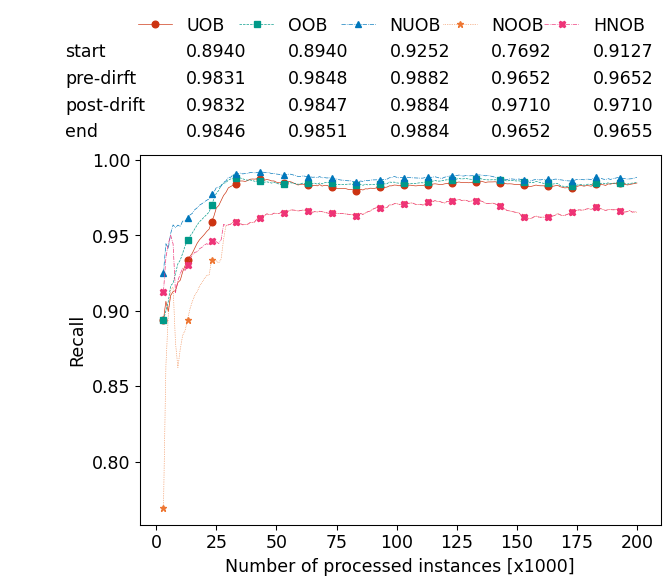 UOB OOB NUOB NOOB HNOB
start 0.8940 0.8940 0.9252 0.7692 0.9127
pre-dirft 0.9831 0.9848 0.9882 0.9652 0.9652
post-drift 0.9832 0.9847 0.9884 0.9710 0.9710
end 0.9846 0.9851 0.9884 0.9652 0.9655
1.00
0.95
0.90
0.85
0.80
Recall
0 25 50 75 100 125 150 175 200
Number of processed instances [x1000]